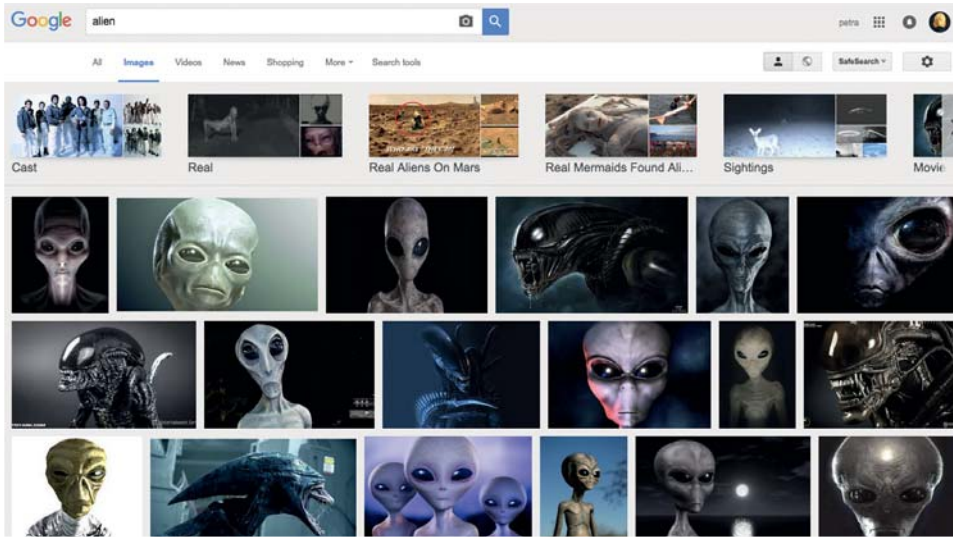 Google alien petra
All Images Videos News Shopping More Search tools SafeSearch
Cast Real Real Aliens On Mars Real Mermaids Found Ali... Sightings Movie